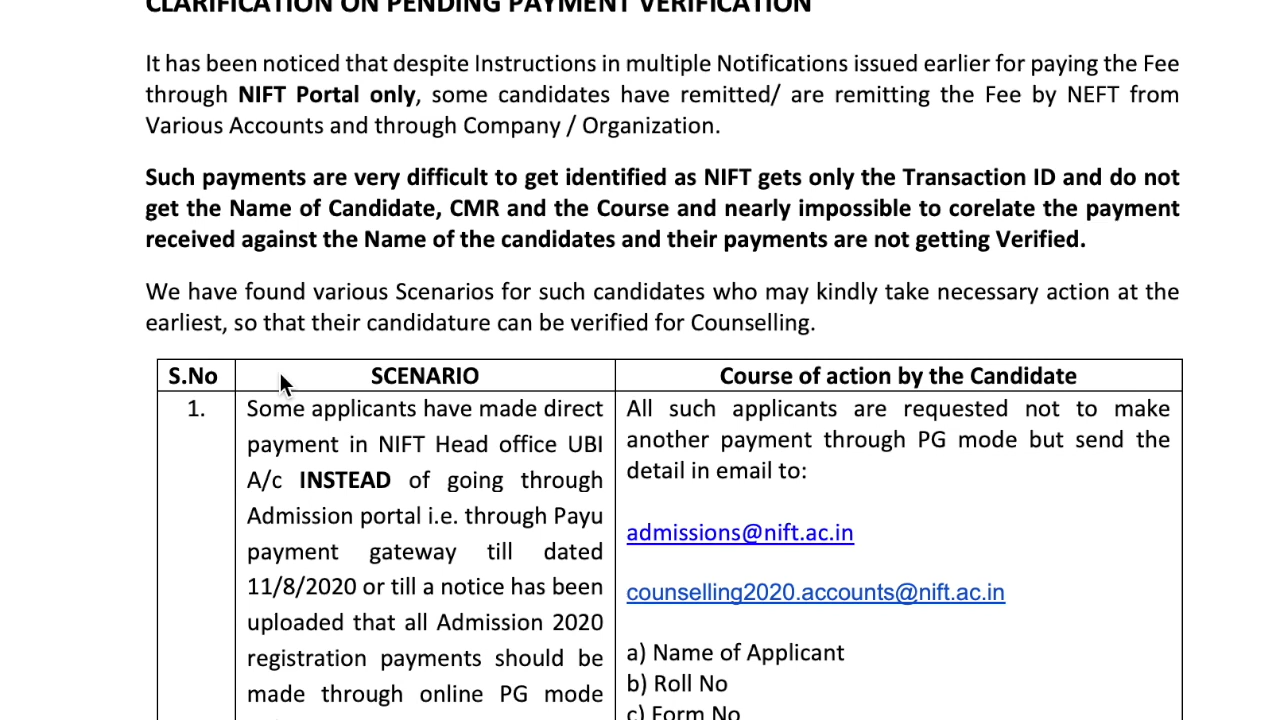 CLARIFICATION ON PENDING PAYMENT VERIFICATION
It has been noticed that despite Instructions in multiple Notifications issued earlier for paying the Fee
through NIFT Portal only, some candidates have remitted/ are remitting the Fee by NEFT from
Various Accounts and through Company / Organization.
Such payments are very difficult to get identified as NIFT gets only the Transaction ID and do not
get the Name of Candidate, CMR and the Course and nearly impossible to corelate the payment
received against the Name of the candidates and their payments are not getting Verified.
We have found various Scenarios for such candidates who may kindly take necessary action at the
earliest, so that their candidature can be verified for Counselling.
S.No
SCENARIO
Course of action by the Candidate
1.
Some applicants have made direct
payment in NIFT Head office UBI
A/c INSTEAD of going through
Admission portal i.e. through Payu
payment gateway till dated
11/8/2020 or till a notice has been
uploaded that all Admission 2020
registration payments should be
made through online PG mode
All such applicants are requested not to make
another payment through PG mode but send the
detail in email to:
admissions@nift.ac.in
counselling2020.accounts@nift.ac.in
a) Name of Applicant
b) Roll No
c) Form No